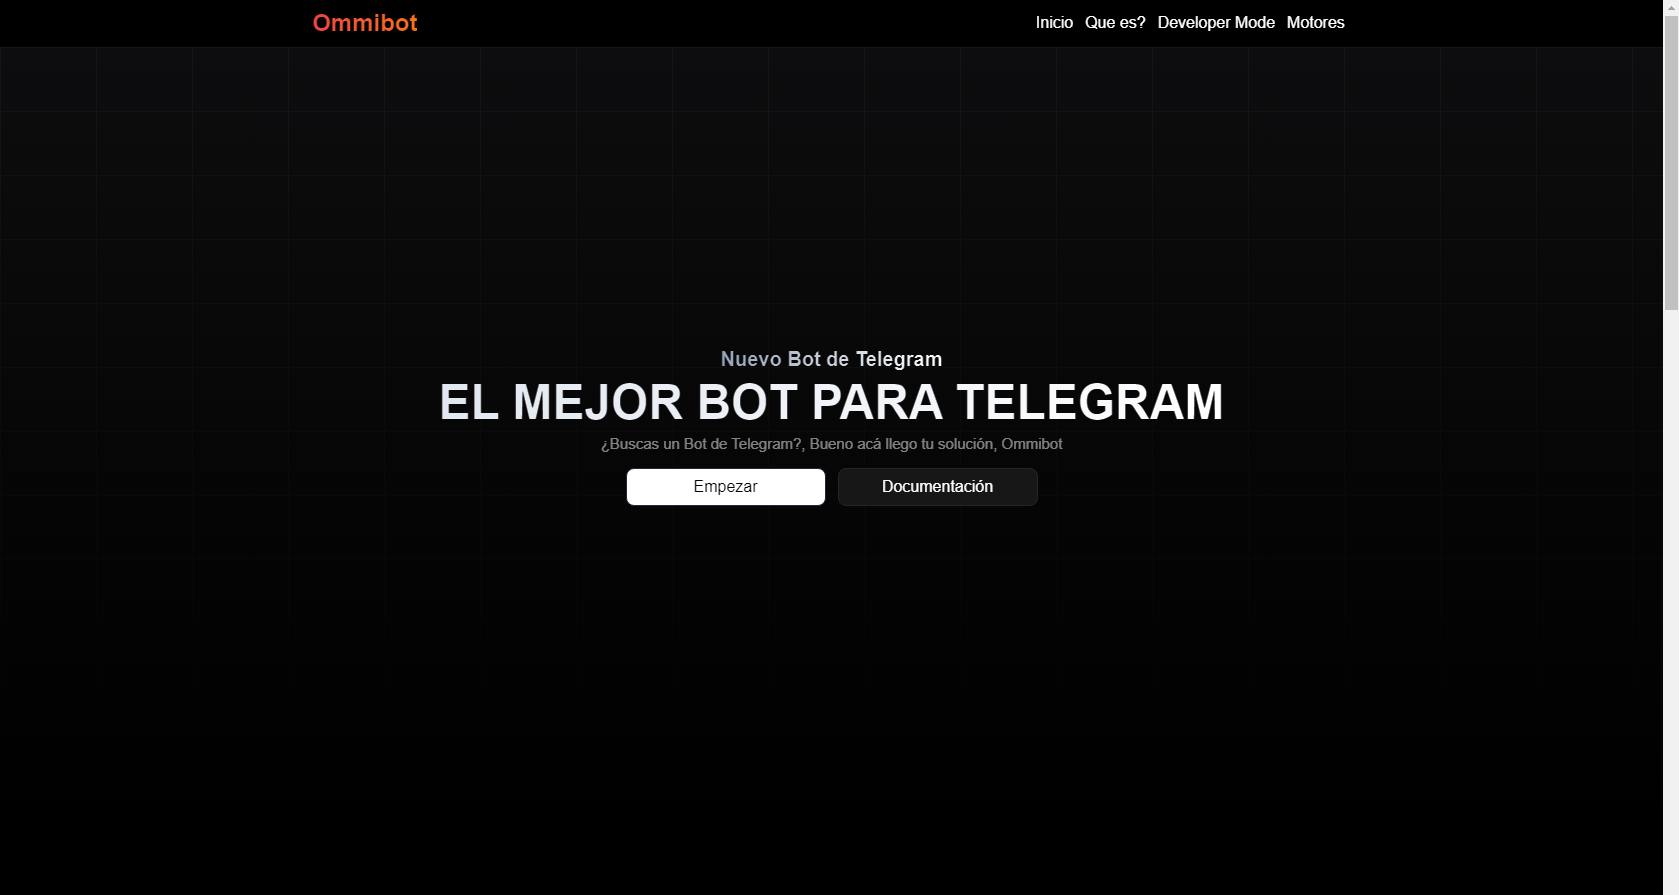 Ommibot
Inicio Que es? Developer Mode Motores
Nuevo Bot de Telegram
EL MEJOR BOT PARA TELEGRAM
¿Buscas un Bot de Telegram?, Bueno acá llego tu solución, Ommibot
Empezar Documentación